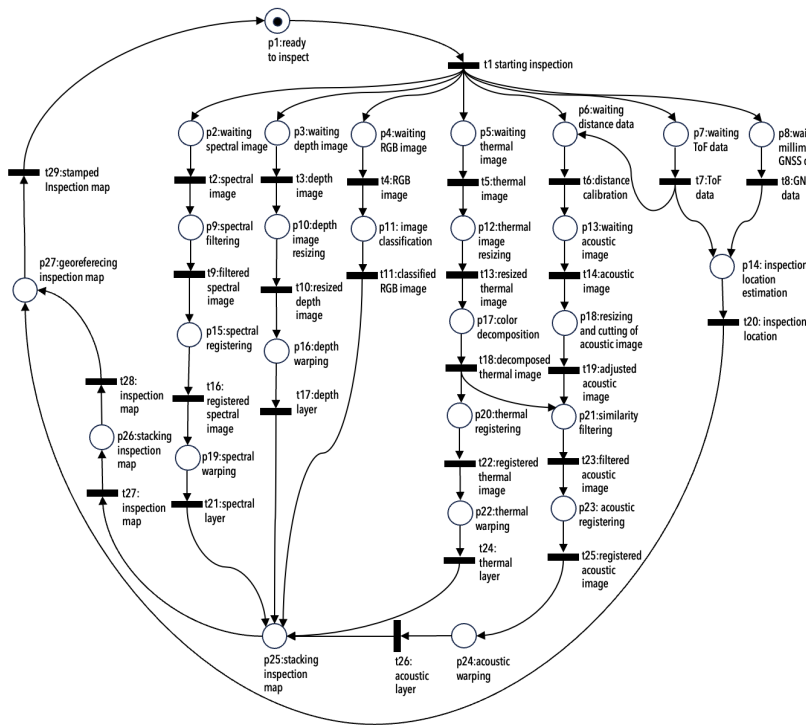 p1:ready
to inspect
t1 starting inspection
p2:waiting
spectral image
p3:waiting
depth image
p4:waiting
RGB image
p5:waiting
thermal
image
p6:waiting
distance data
p7:waiting
ToF data
GNSS
t29:stamped
Inspection map
t2:spectral
image
t3:depth
image
t4:RGB
image
t5:thermal
image
t6:distance
calibration
t7:ToF
data
data
p9:spectral
filtering
p10:depth
image
resizing
p11: image
classification
p12:thermal
image
resizing
p13:waiting
acoustic
image
p27:georeferecing
inspection map
t9:filtered
spectral
image
t10:resized
depth
image
t11:classified
RGB image
t13:resized
thermal
image
t14:acoustic
image
p14: inspection
location
estimation
p15:spectral
registering
p16:depth
warping
p17:color
decomposition
p18:resizing
and cutting of
acoustic image
t20: inspection
location
t28:
inspection
map
t16:
registered
spectral
image
t17:depth
layer
t18:decomposed
thermal image
t19:adjusted
acoustic
image
p26:stacking
inspection
map
p19:spectral
warping
p20:thermal
registering
p21:similarity
filtering
t27:
inspection
map
t21:spectral
layer
t22:registered
thermal
image
t23:filtered
acoustic
image
p22:thermal
warping
p23: acoustic
registering
t24:
thermal
layer
t25:registered
acoustic
image
p25:stacking
inspection
map
t26:
acoustic
layer
p24:acoustic
warping